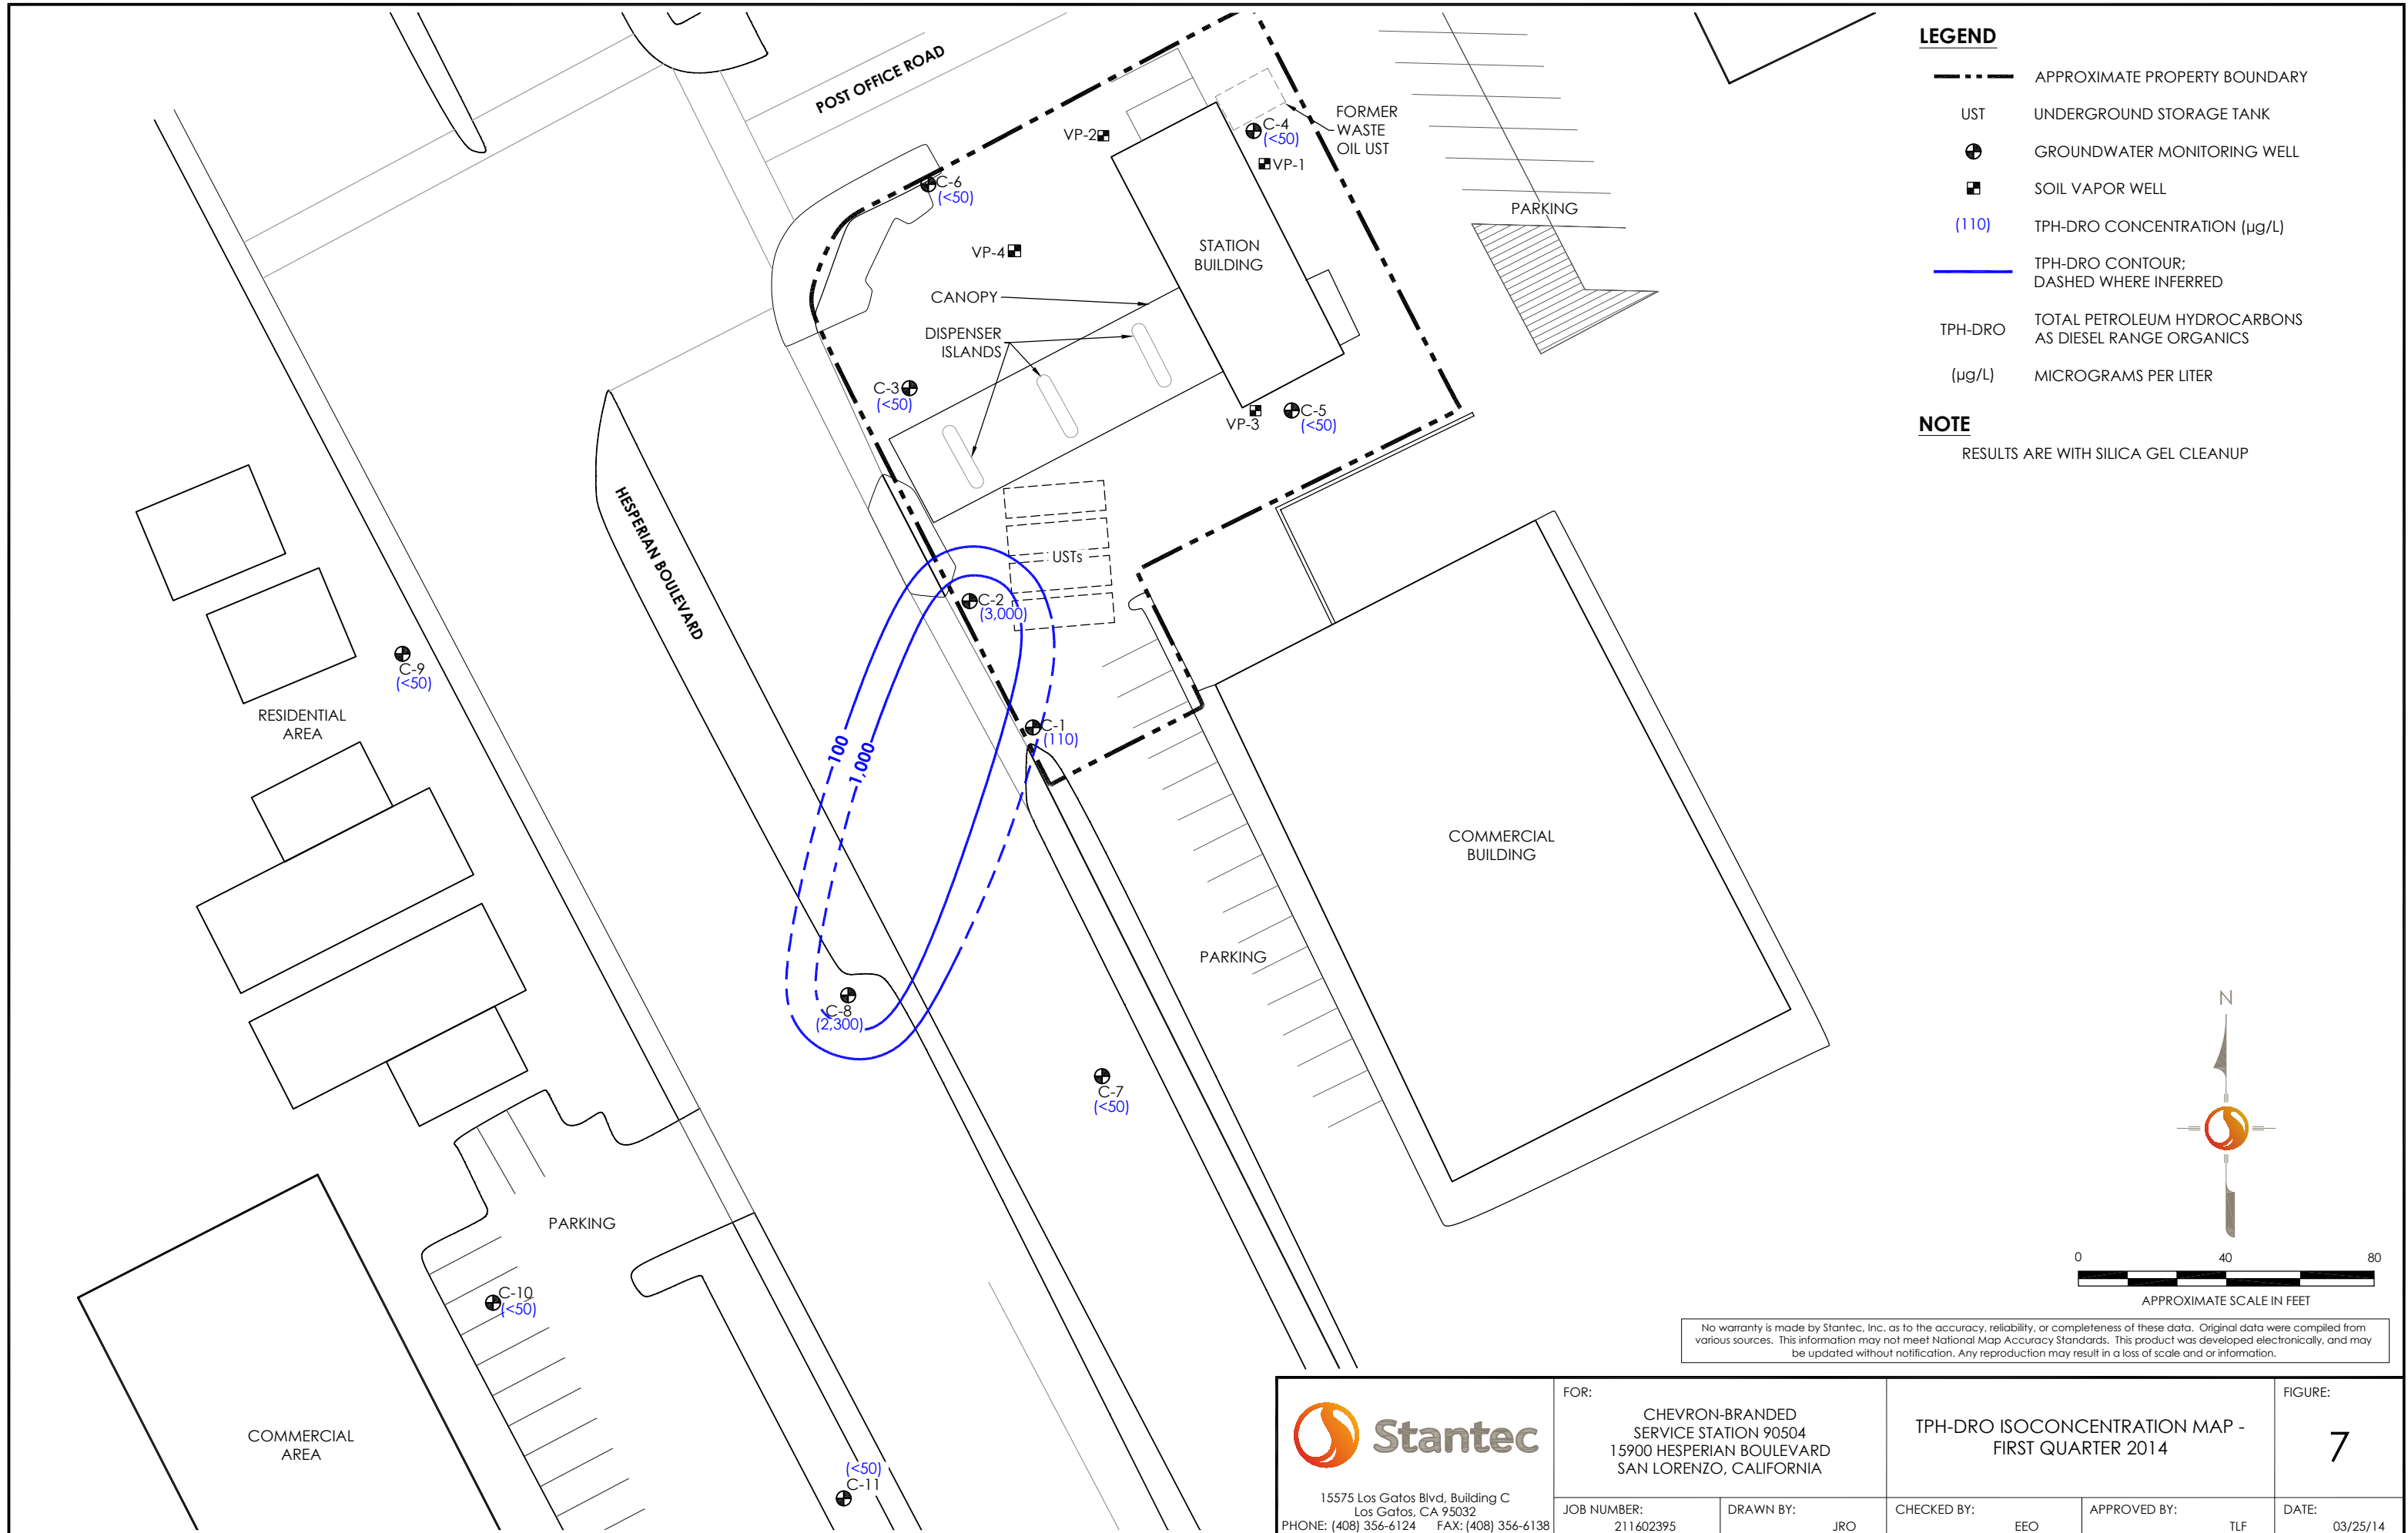 POST OFFICE ROAD
VP-2
C-4
(<50)
FORMER
WASTE
OIL UST
VP-1
C-6
(<50)
PARKING
VP-4
STATION
BUILDING
CANOPY
DISPENSER
ISLANDS
C-3
(<50)
VP-3
C-5
(<50)
HESPERIAN BOULEVARD
USTs
C-2
(3,000)
C-9
(<50)
RESIDENTIAL
AREA
C-1
(110)
100
1,000
COMMERCIAL
BUILDING
PARKING
C-8
(2,300)
C-7
(<50)
PARKING
C-10
(<50)
COMMERCIAL
AREA
(<50)
C-11
LEGEND
APPROXIMATE PROPERTY BOUNDARY
UST UNDERGROUND STORAGE TANK
GROUNDWATER MONITORING WELL
SOIL VAPOR WELL
(110) TPH-DRO CONCENTRATION (µg/L)
TPH-DRO CONTOUR;
DASHED WHERE INFERRED
TPH-DRO TOTAL PETROLEUM HYDROCARBONS
AS DIESEL RANGE ORGANICS
(µg/L) MICROGRAMS PER LITER
NOTE
RESULTS ARE WITH SILICA GEL CLEANUP
N
0 40 80
APPROXIMATE SCALE IN FEET
No warranty is made by Stantec, Inc. as to the accuracy, reliability, or completeness of these data. Original data were compiled from
various sources. This information may not meet National Map Accuracy Standards. This product was developed electronically, and may
be updated without notification. Any reproduction may result in a loss of scale and or information.
Stantec
15575 Los Gatos Blvd, Building C
Los Gatos, CA 95032
PHONE: (408) 356-6124 FAX: (408) 356-6138
FOR:
CHEVRON-BRANDED
SERVICE STATION 90504
15900 HESPERIAN BOULEVARD
SAN LORENZO, CALIFORNIA
TPH-DRO ISOCONCENTRATION MAP -
FIRST QUARTER 2014
FIGURE:
7
JOB NUMBER:
211602395
DRAWN BY:
JRO
CHECKED BY:
EEO
APPROVED BY:
TLF
DATE:
03/25/14